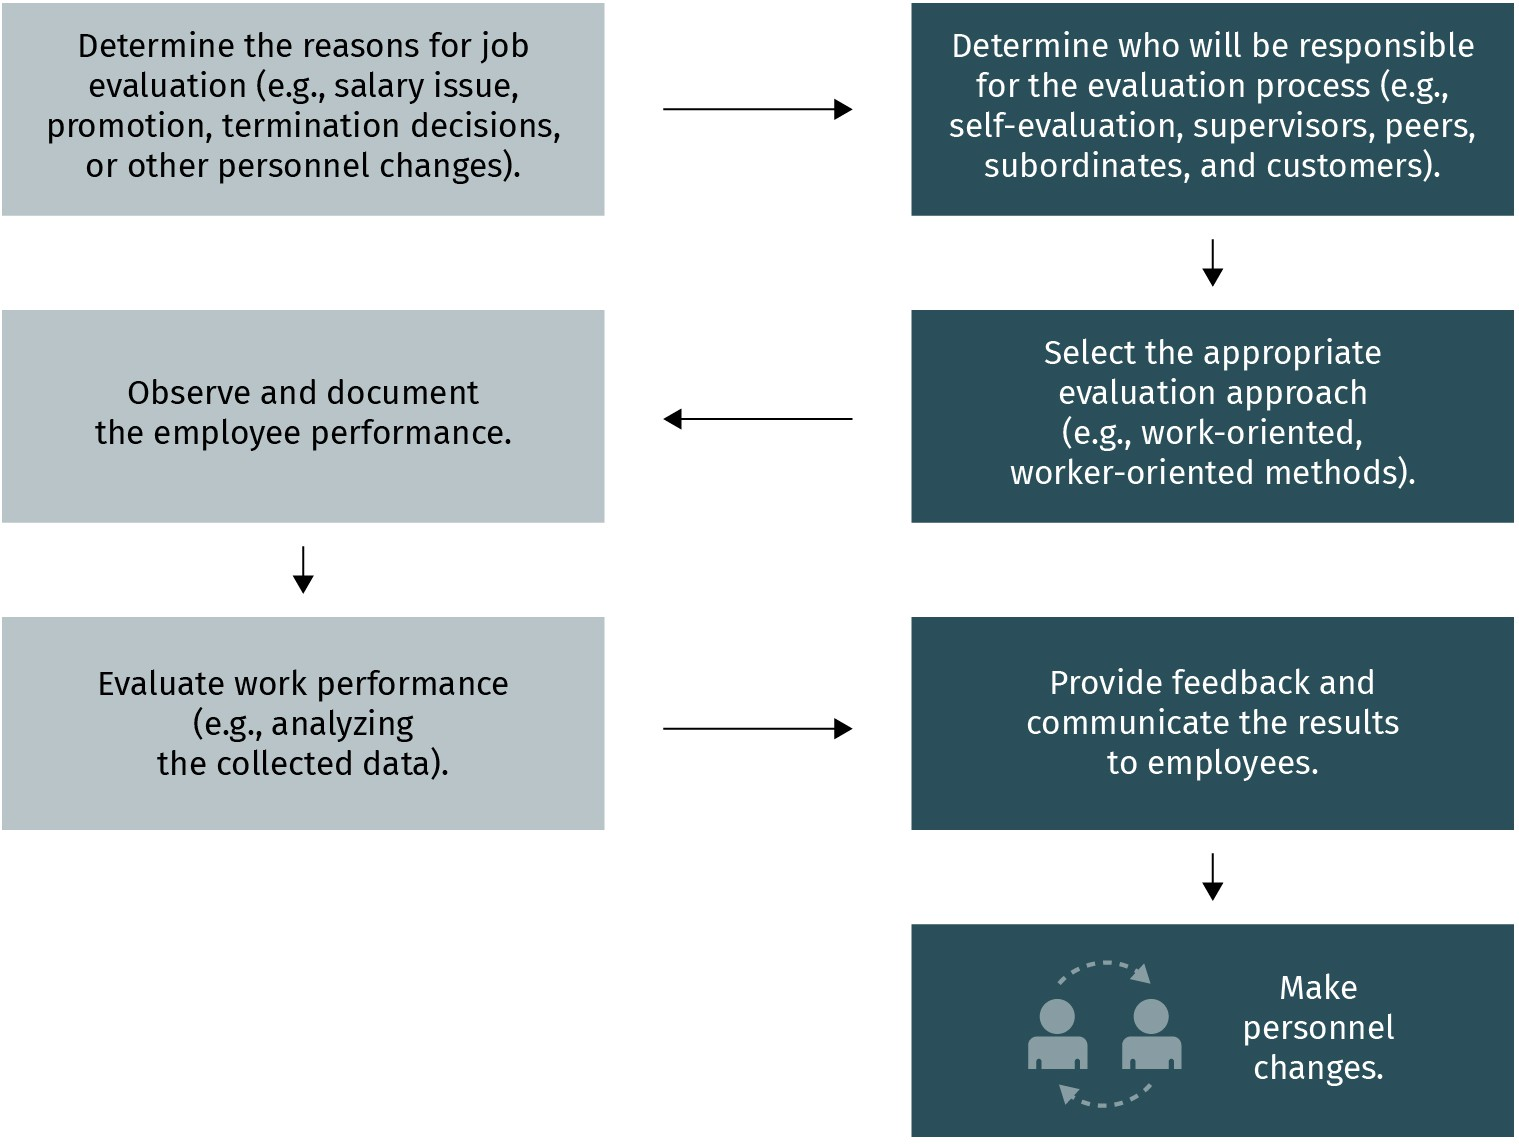 Determine the reasons for job
evaluation (e.g., salary issue,
promotion, termination decisions,
or other personnel changes).
Determine who will be responsible
for the evaluation process (e.g.,
self-evaluation, supervisors, peers,
subordinates, and customers).
Select the appropriate
evaluation approach
(e.g., work-oriented,
worker-oriented methods).
Observe and document
the employee performance.
Evaluate work performance
(e.g., analyzing
the collected data).
Provide feedback and
communicate the results
to employees.
Make
personnel
changes.